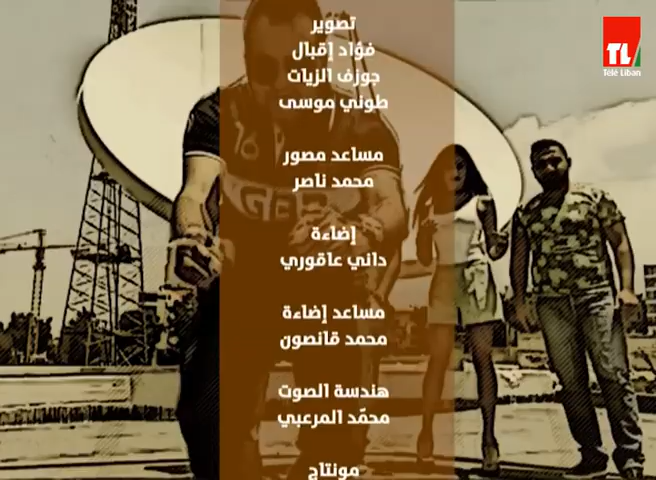 تصوير
فؤاد إقبال
جوزف الزيات
طوني موسى
مساعد مصور
محمد ناصر
إضاءة
داني عاقوري
مساعد إضاءة
محمد قانصون
هندسة الصوت
محمّد المرعبي
مونتاج
TL
Télé Liban